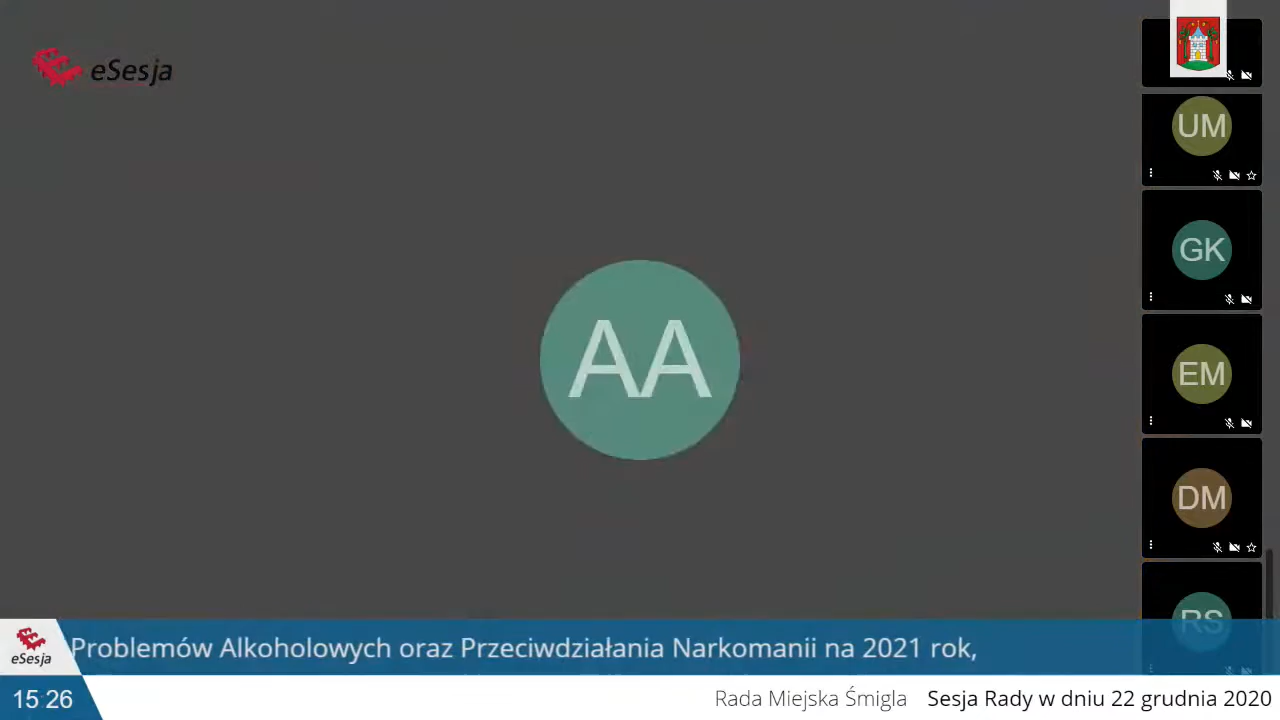 eSesja
UM
GK
EM
AA
DM
RS
eSesja
Problemów Alkoholowych oraz Przeciwdziałania Narkomanii na 2021 rok,
15:26
Rada Miejska Śmigla Sesja Rady w dniu 22 grudnia 2020